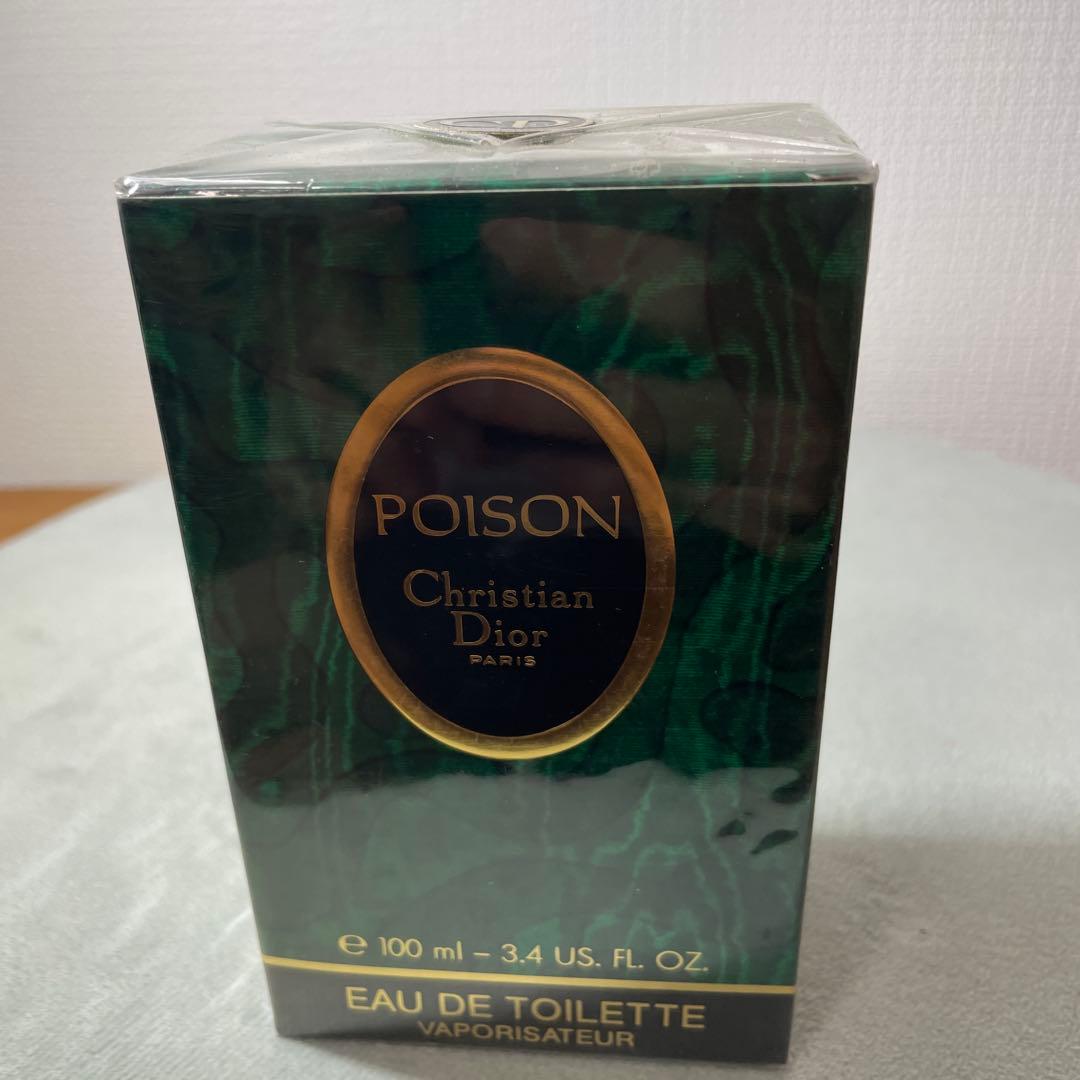 POISON
Christian
Dior
PARIS
℮ 100 ml – 3.4 US. FL. OZ.
EAU DE TOILETTE
VAPORISATEUR